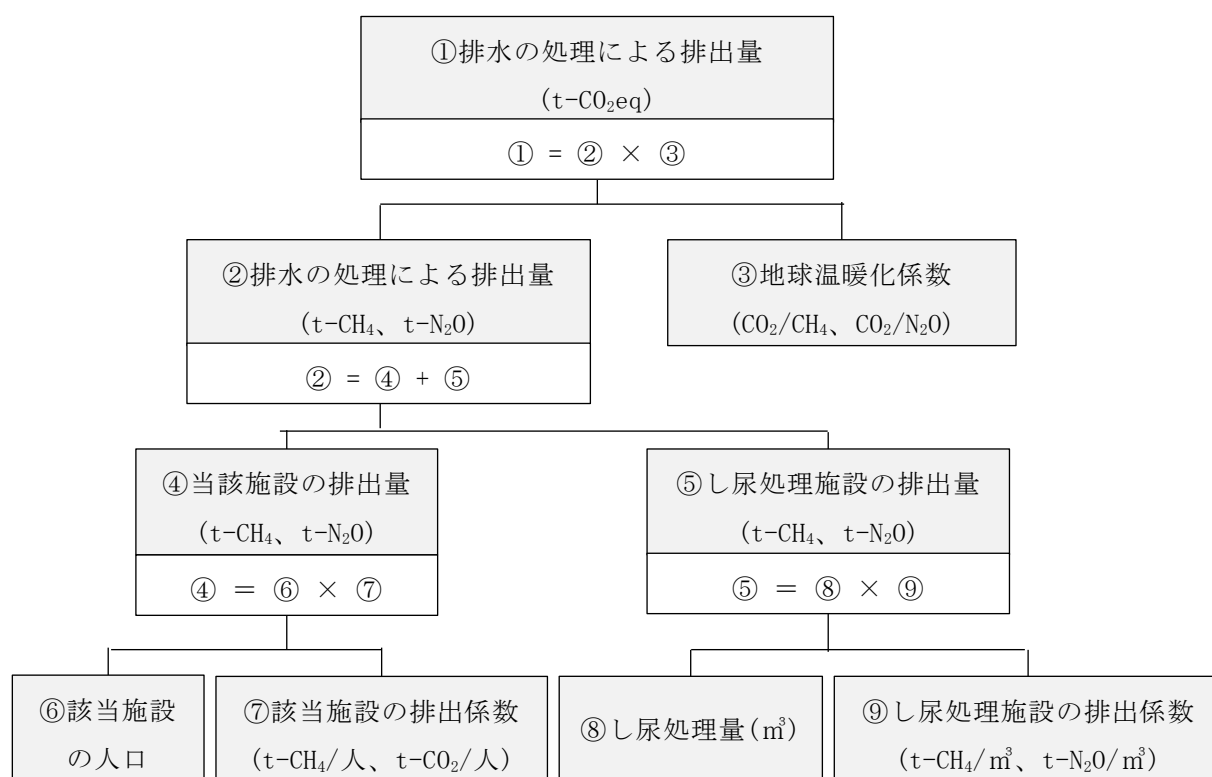 ①排水の処理による排出量
(t-CO₂eq)
① = ② × ③
②排水の処理による排出量
(t-CH₄、t-N₂O)
② = ④ + ⑤
③地球温暖化係数
(CO₂/CH₄、CO₂/N₂O)
④当該施設の排出量
(t-CH₄、t-N₂O)
④ = ⑥ × ⑦
⑤し尿処理施設の排出量
(t-CH₄、t-N₂O)
⑤ = ⑧ × ⑨
⑥該当施設
の人口
⑦該当施設の排出係数
(t-CH₄/人、t-CO₂/人)
⑧し尿処理量(㎥)
⑨し尿処理施設の排出係数
(t-CH₄/㎥、t-N₂O/㎥)